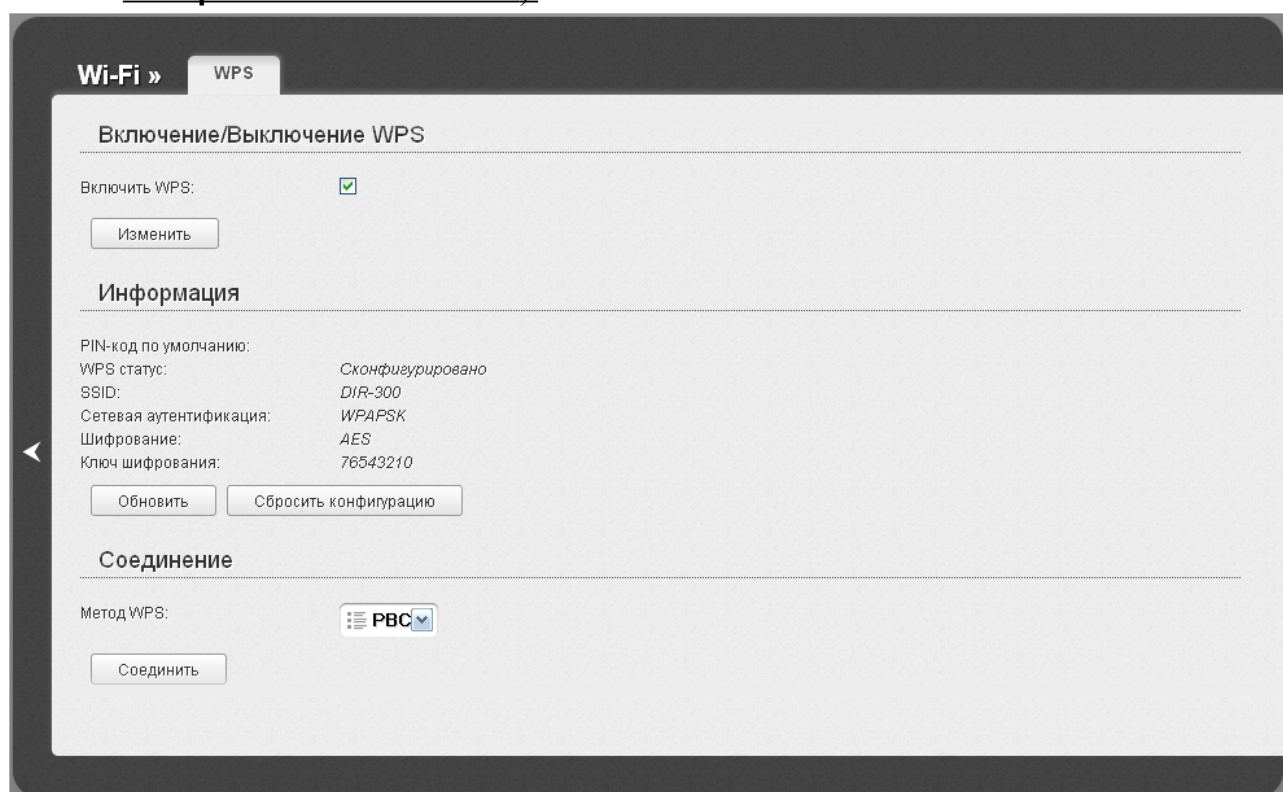 Wi-Fi » WPS
Включение/Выключение WPS
Включить WPS:
Изменить
Информация
PIN-код по умолчанию:
WPS статус: Сконфигурировано
SSID: DIR-300
Сетевая аутентификация: WPAPSK
Шифрование: AES
Ключ шифрования: 76543210
Обновить Сбросить конфигурацию
Соединение
Метод WPS: PBC
Соединить